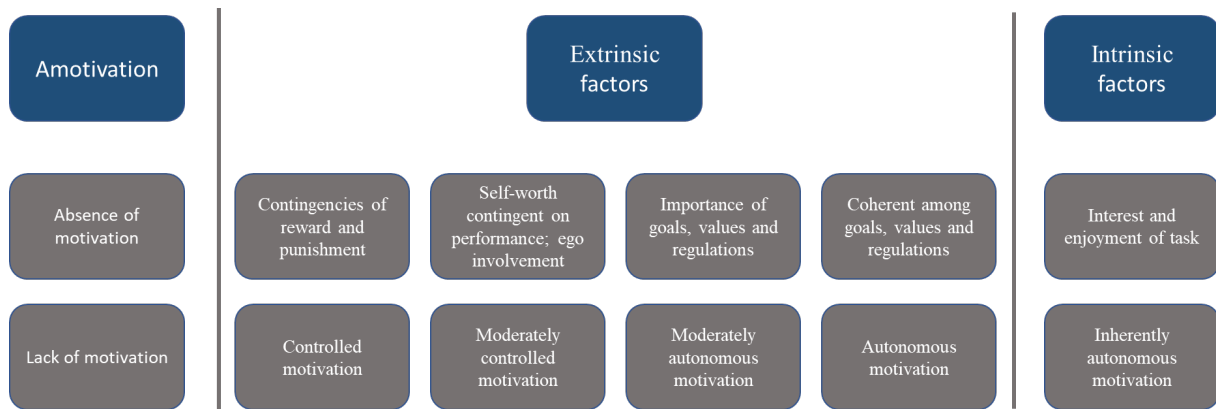 Amotivation
Extrinsic
factors
Intrinsic
factors
Absence of
motivation
Contingencies of
reward and
punishment
Self-worth
contingent on
performance; ego
involvement
Importance of
goals, values and
regulations
Coherent among
goals, values and
regulations
Interest and
enjoyment of task
Lack of motivation
Controlled
motivation
Moderately
controlled
motivation
Moderately
autonomous
motivation
Autonomous
motivation
Inherently
autonomous
motivation